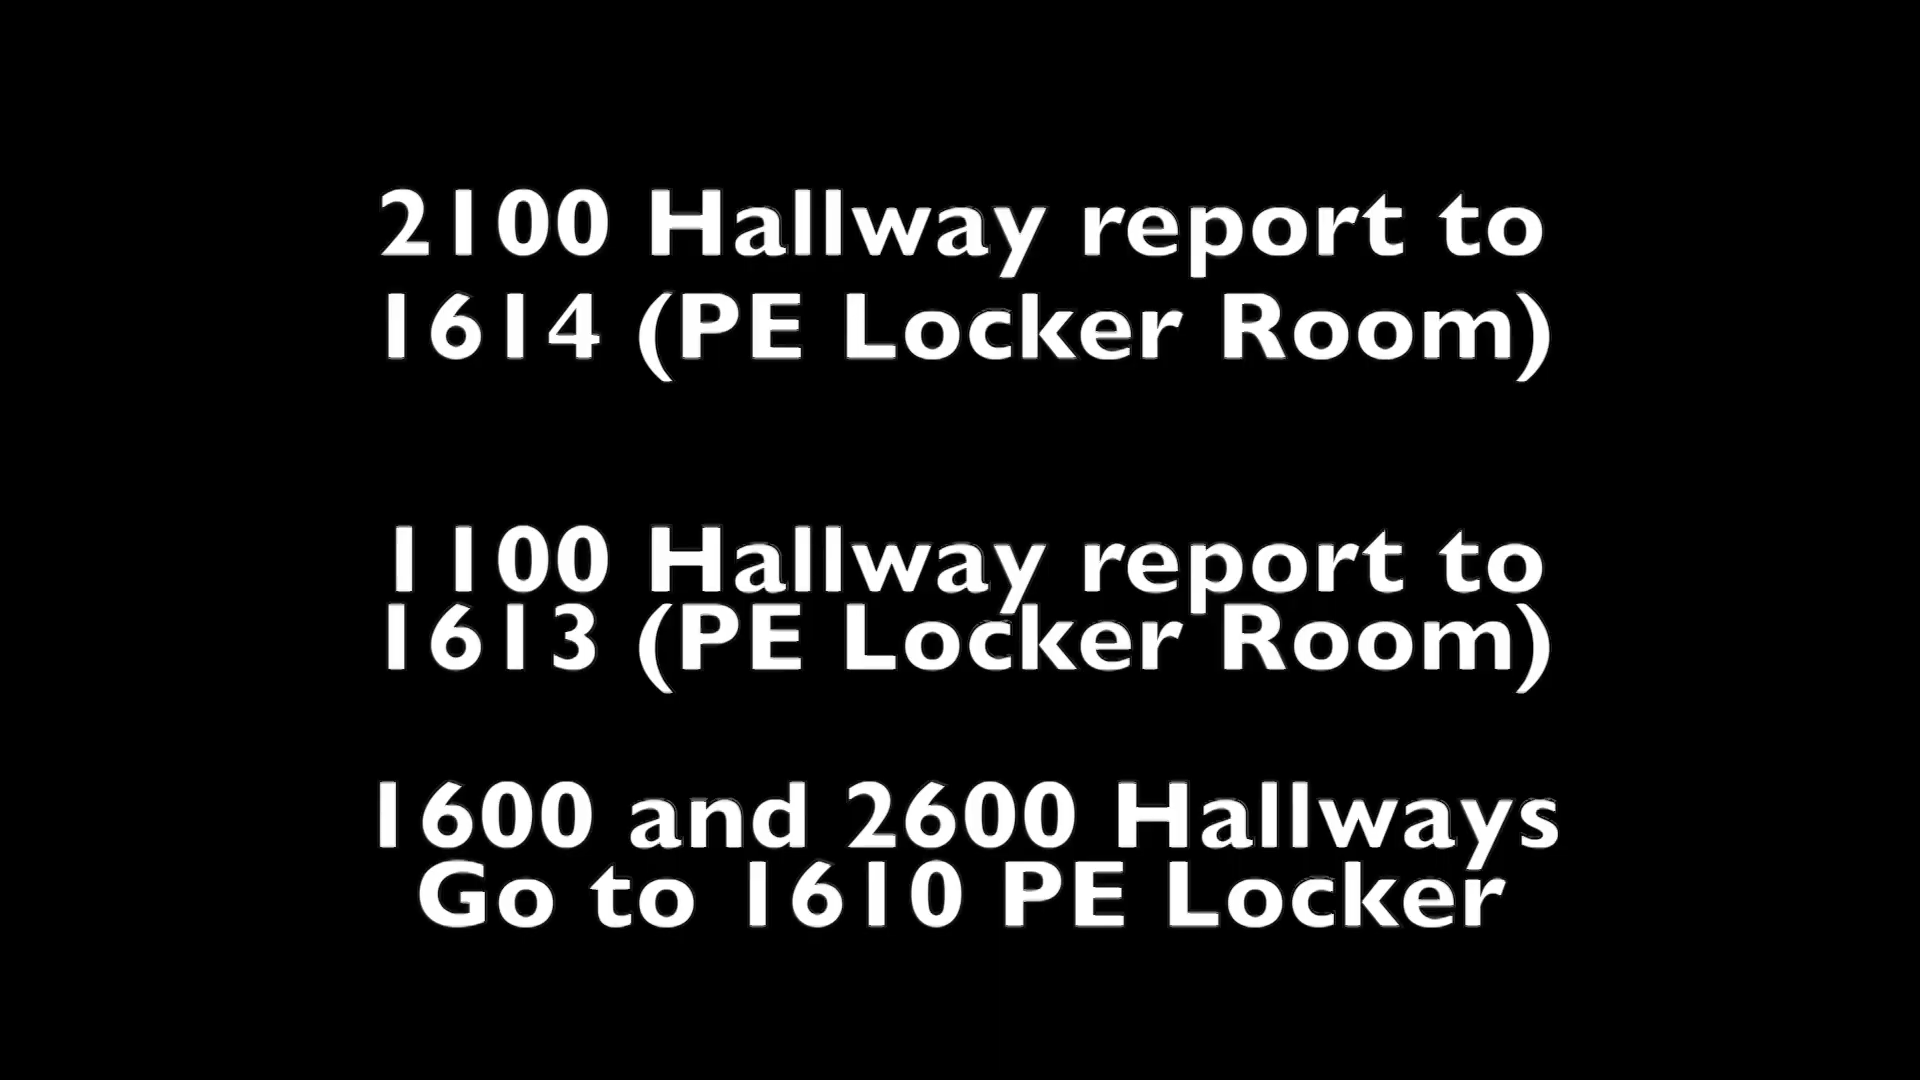 2100 Hallway report to
1614 (PE Locker Room)
1100 Hallway report to
1613 (PE Locker Room)
1600 and 2600 Hallways
Go to 1610 PE Locker